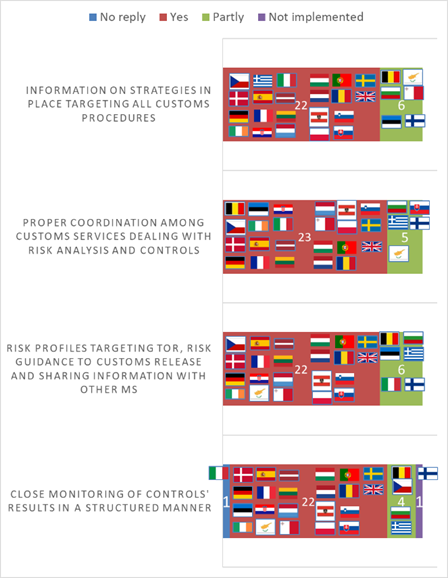 No reply Yes Partly Not implemented
INFORMATION ON STRATEGIES IN
PLACE TARGETING ALL CUSTOMS
PROCEDURES
22 6
PROPER COORDINATION AMONG
CUSTOMS SERVICES DEALING WITH
RISK ANALYSIS AND CONTROLS
23 5
RISK PROFILES TARGETING TOR, RISK
GUIDANCE TO CUSTOMS RELEASE
AND SHARING INFORMATION WITH
OTHER MS
22 6
CLOSE MONITORING OF CONTROLS'
RESULTS IN A STRUCTURED MANNER
1 22 4 1